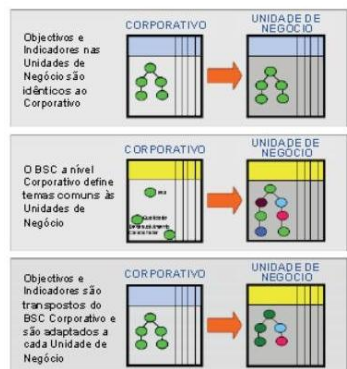 CORPORATIVO
UNIDADE DE
NEGÓCIO
Objectivos e
Indicadores nas
Unidades de
Negócio são
idênticos ao
Corporativo
CORPORATIVO
UNIDADE DE
NEGÓCIO
O BSC a nível
Corporativo define
temas comuns às
Unidades de
Negócio
Qualidade
CORPORATIVO
UNIDADE DE
NEGÓCIO
Objectivos e
Indicadores são
transpostos do
BSC Corporativo e
são adaptados a
cada Unidade de
Negócio